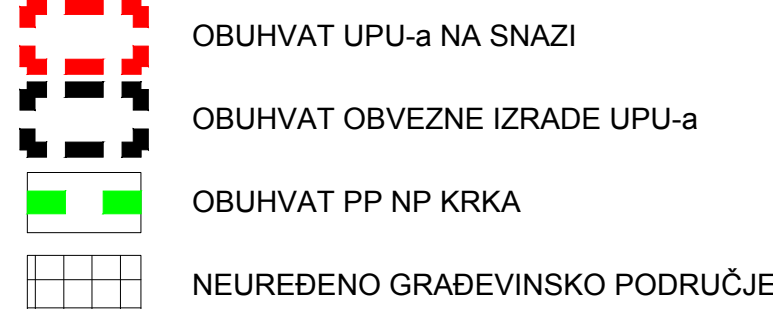 OBUHVAT UPU-a NA SNAZI
OBUHVAT OBVEZNE IZRADE UPU-a
OBUHVAT PP NP KRKA
NEUREĐENO GRAĐEVINSKO PODRUČJE